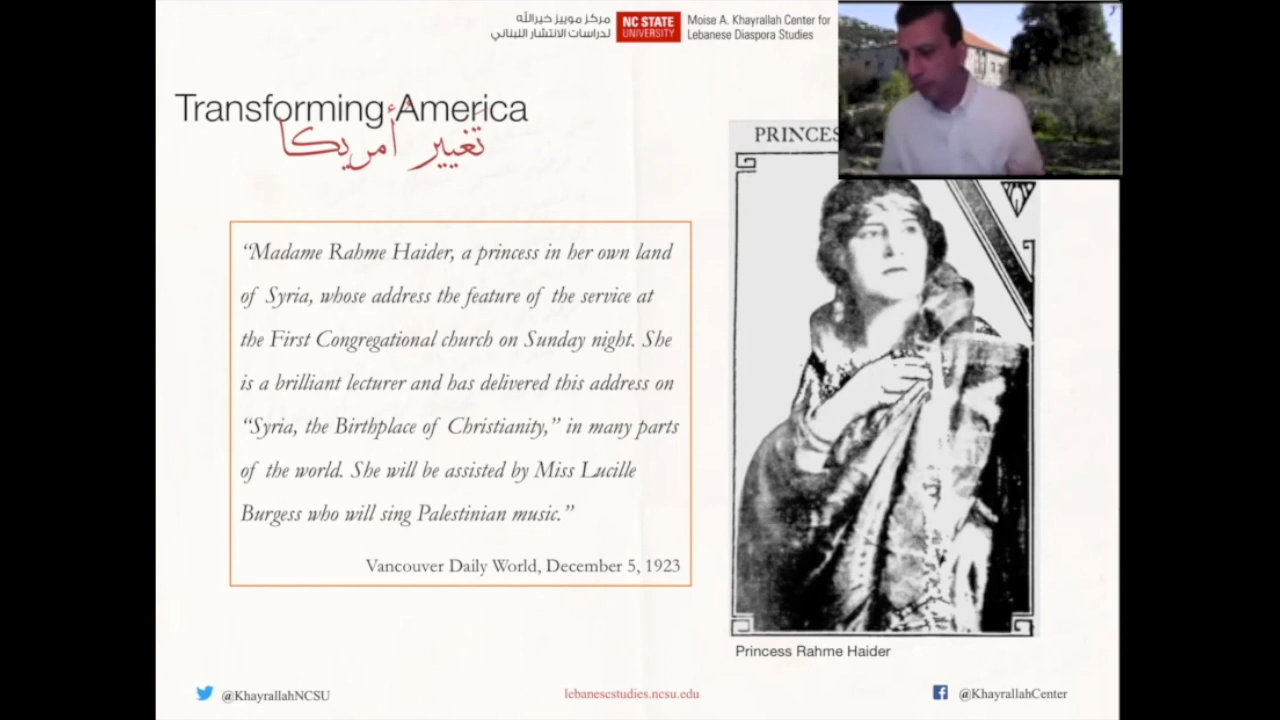 مركز موييز خيرالله
لدراسات الانتشار اللبناني
NC STATE
UNIVERSITY
Moise A. Khayrallah Center for
Lebanese Diaspora Studies
Transforming America
تغيير أمريكا
PRINCES
“Madame Rahme Haider, a princess in her own land
of Syria, whose address the feature of the service at
the First Congregational church on Sunday night. She
is a brilliant lecturer and has delivered this address on
“Syria, the Birthplace of Christianity,” in many parts
of the world. She will be assisted by Miss Lucille
Burgess who will sing Palestinian music.”
Vancouver Daily World, December 5, 1923
Princess Rahme Haider
@KhayrallahNCSU
lebanesestudies.ncsu.edu
@KhayrallahCenter